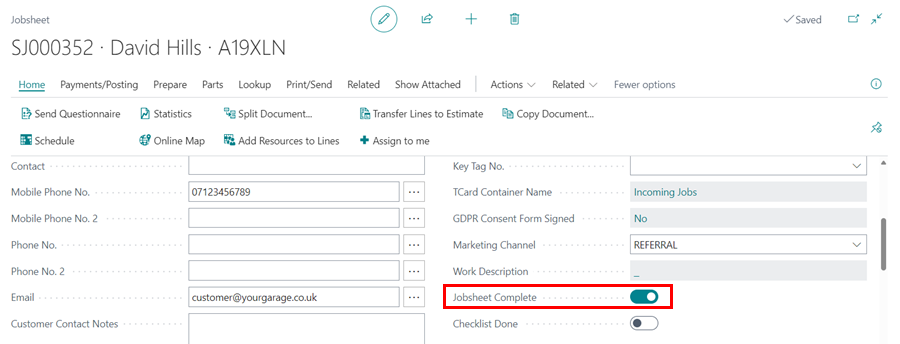 Jobsheet
Saved
SJ000352 · David Hills · A19XLN
Home Payments/Posting Prepare Parts Lookup Print/Send Related Show Attached Actions Related Fewer options
Send Questionnaire Statistics Split Document... Transfer Lines to Estimate Copy Document...
Schedule Online Map Add Resources to Lines Assign to me
Contact
Mobile Phone No. 07123456789
Mobile Phone No. 2
Phone No.
Phone No. 2
Email customer@yourgarage.co.uk
Customer Contact Notes
Key Tag No.
TCard Container Name Incoming Jobs
GDPR Consent Form Signed No
Marketing Channel REFERRAL
Work Description _
Jobsheet Complete
Checklist Done